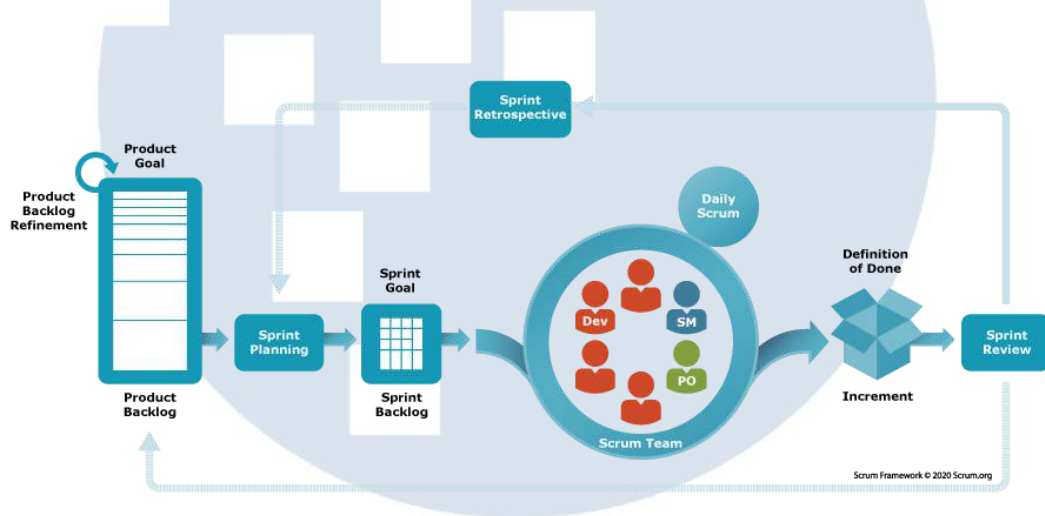 Sprint
Retrospective
Product
Goal
Product
Backlog
Refinement
Daily
Scrum
Definition
of Done
Sprint
Goal
Dev
SM
Sprint
Planning
Sprint
Review
PO
Product
Backlog
Sprint
Backlog
Increment
Scrum Team
Scrum Framework © 2020 Scrum.org